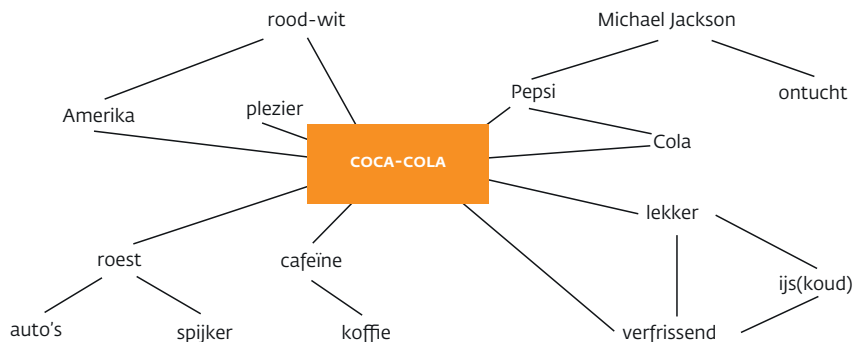 rood-wit
Michael Jackson
Pepsi
ontucht
plezier
Amerika
Cola
COCA-COLA
lekker
roest
cafeïne
ijs(koud)
auto's
spijker
koffie
verfrissend